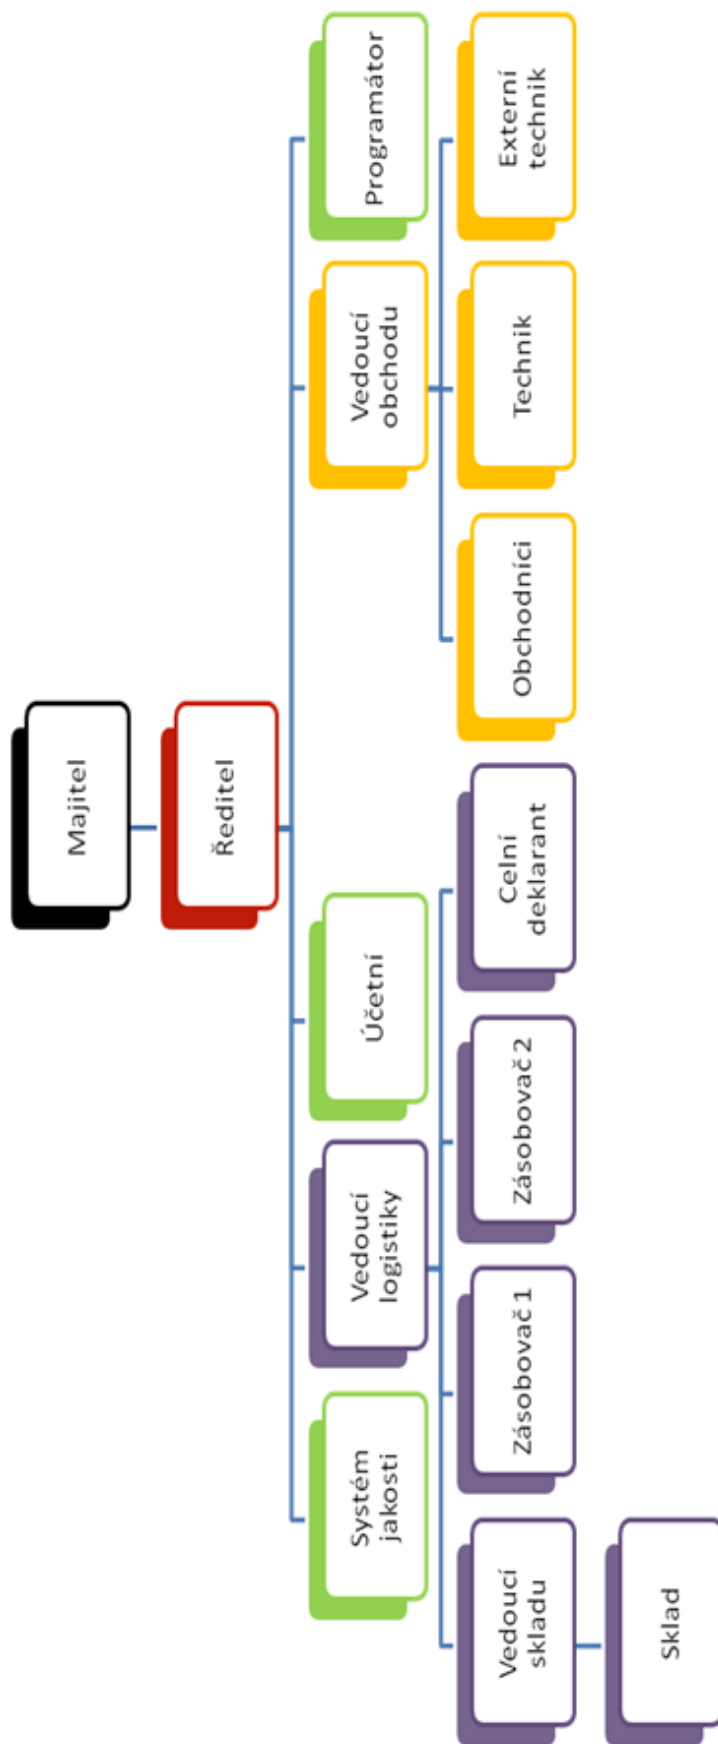 Majitel
Ředitel
Systém
jakosti
Vedoucí
logistiky
Účetní
Vedoucí
obchodu
Programátor
Vedoucí
skladu
Zásobovač 1
Zásobovač 2
Celní
deklarant
Obchodníci
Technik
Externí
technik
Sklad